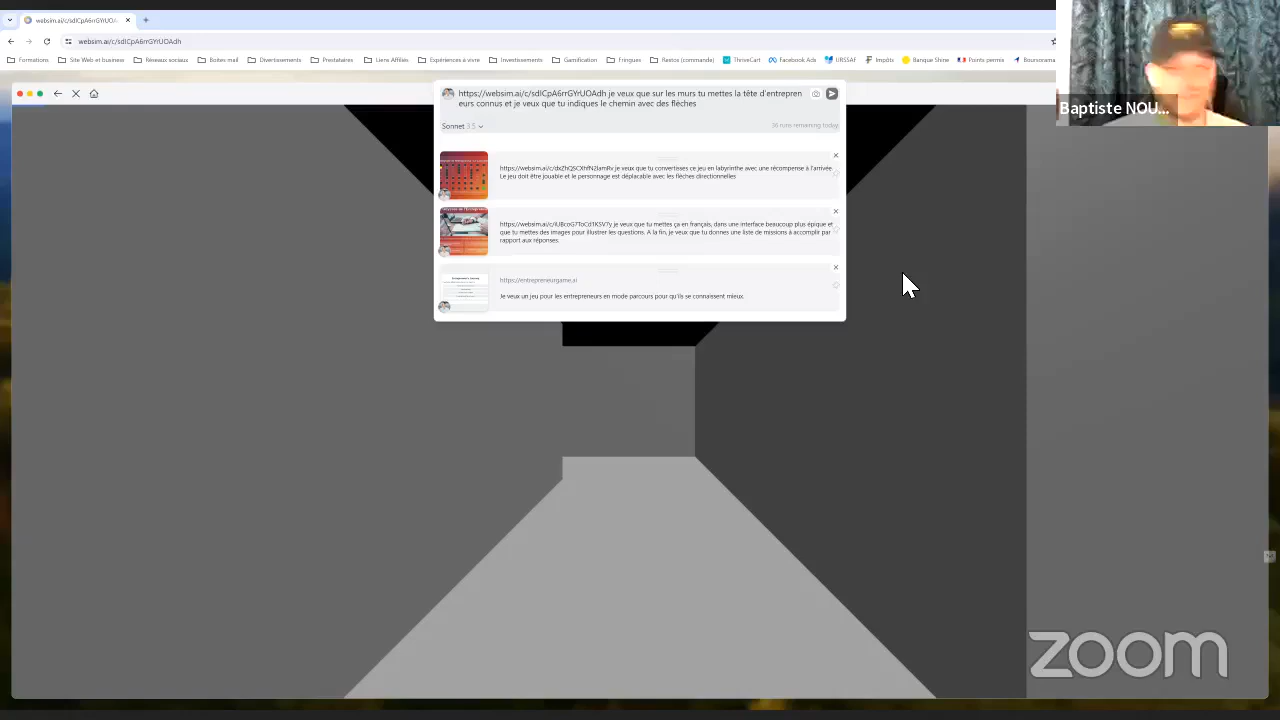 websim.ai/c/sdICpA6rrGYrUOA
websim.ai/c/sdICpA6rrGYrUOAdh
Formations
Site Web et business
Réseaux sociaux
Boites mail
Divertissements
Prestataires
Liens Affiliés
Expériences à vivre
Investissements
Gamification
Fringues
Restos (commande)
ThriveCart
Facebook Ads
URSSAF
Impôts
Banque Shine
Points permis
Boursorama
Baptiste NOU...
https://websim.ai/c/sdICpA6rrGYrUOAdh je veux que sur les murs tu mettes la tête d'entrepren
eurs connus et je veux que tu indiques le chemin avec des flèches
Sonnet 3.5
36 runs remaining today
je veux que tu convertisses ce jeu en labyrinthe avec une récompense à l'arrivée
Le jeu doit être jouable et le personnage est déplacable avec les flèches directionnelles
https://websim.ai/c/iUBcoG7ToCd1KSV7y je veux que tu mettes ça en français, dans une interface beaucoup plus épique et
que tu mettes des images pour illustrer les questions. A la fin, je veux que tu donnes une liste de missions à accomplir par
rapport aux réponses.
https://entrepreneurgame.ai
Je veux un jeu pour les entrepreneurs en mode parcours pour qu'ils se connaissent mieux.
zoom